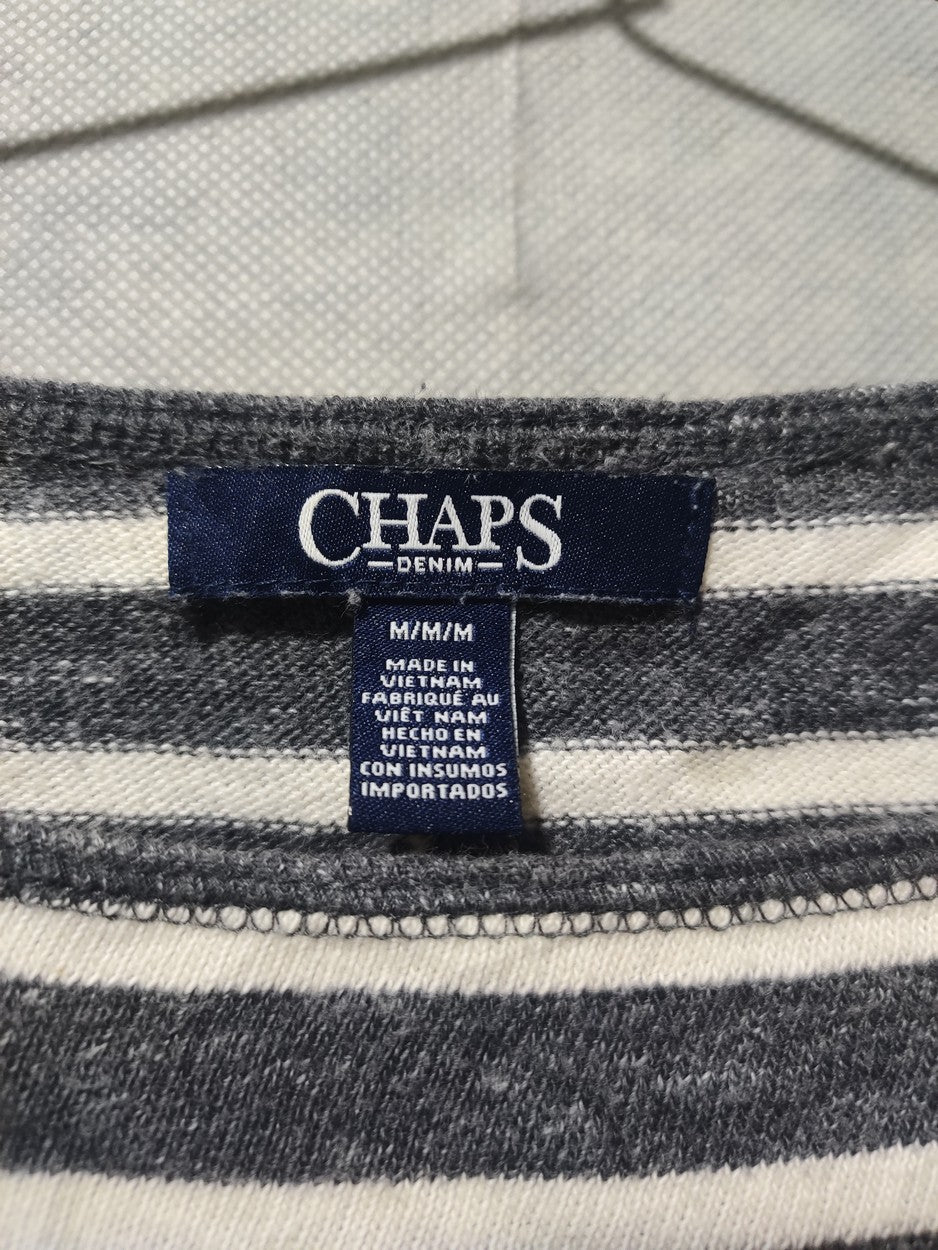 CHAPS
DENIM
M/M/M
MADE IN
VIETNAM
FABRIQUÉ AU
VIÊT NAM
HECHO EN
VIETNAM
CON INSUMOS
IMPORTADOS